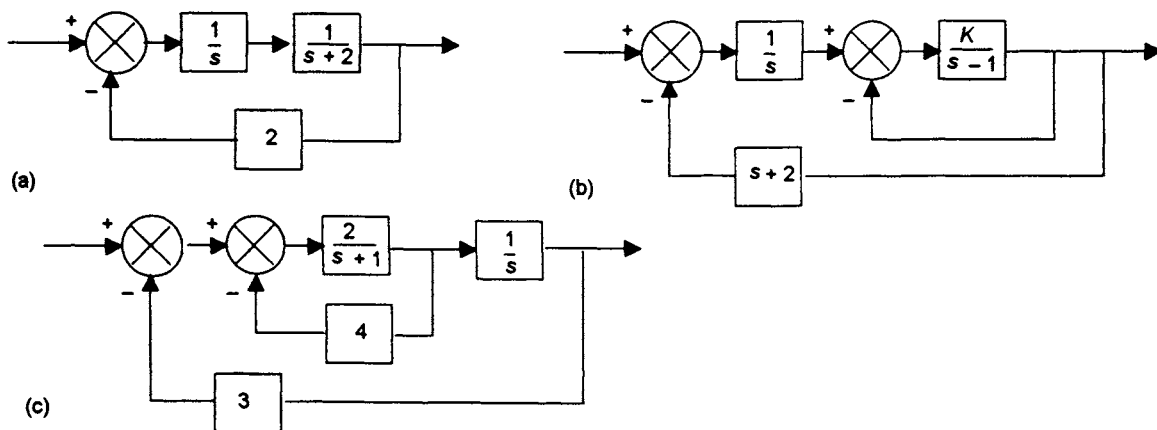 + 1 1
s s + 2
−
2
(a)
+ 1 + K
s s − 1
− −
s + 2
(b)
+ + 2 1
s + 1 s
− −
4
3
(c)